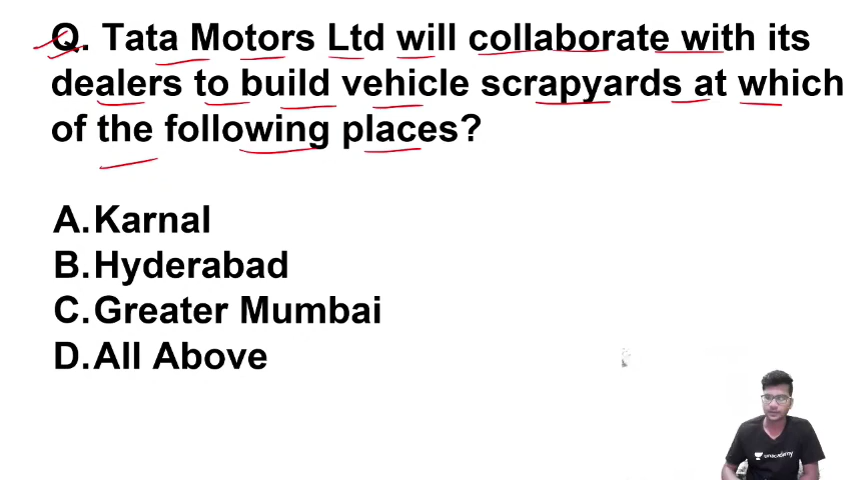 Q. Tata Motors Ltd will collaborate with its
dealers to build vehicle scrapyards at which
of the following places?
A.Karnal
B.Hyderabad
C.Greater Mumbai
D.All Above
unacademy